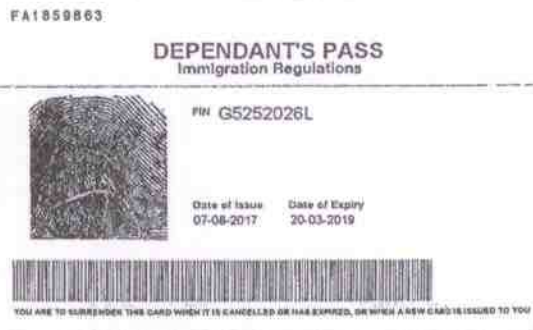 FA1859863
DEPENDANT'S PASS
Immigration Regulations
FIN G5252026L
Date of Issue Date of Expiry
07-08-2017 20-03-2019
YOU ARE TO SURRENDER THIS CARD WHEN IT IS CANCELLED OR HAS EXPIRED, OR WHEN A NEW CARD IS ISSUED TO YOU